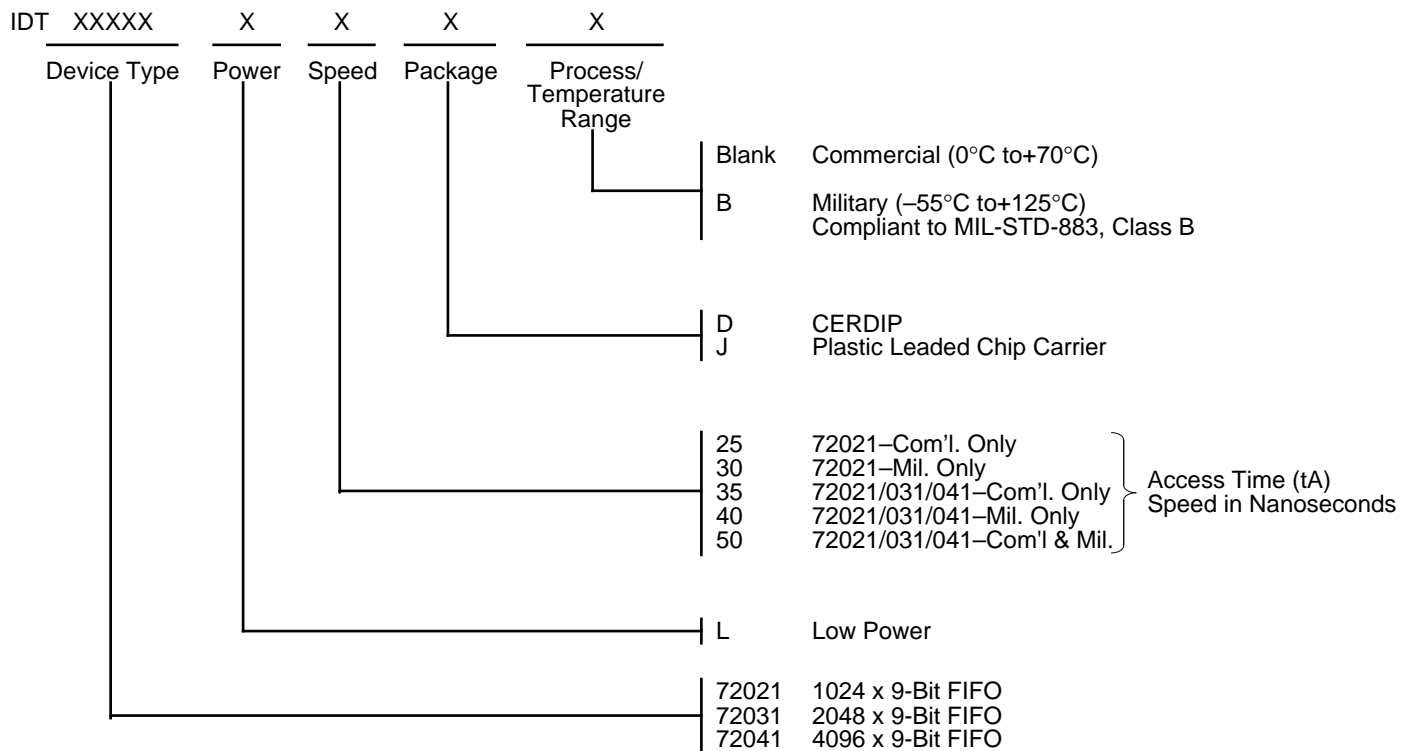 IDT XXXXX X X X X
Device Type Power Speed Package Process/
Temperature
Range
Blank Commercial (0°C to+70°C)
B Military (–55°C to+125°C)
Compliant to MIL-STD-883, Class B
D CERDIP
J Plastic Leaded Chip Carrier
25 72021–Com'l. Only
30 72021–Mil. Only
35 72021/031/041–Com'l. Only
40 72021/031/041–Mil. Only
50 72021/031/041–Com'l & Mil.
Access Time (tA)
Speed in Nanoseconds
L Low Power
72021 1024 x 9-Bit FIFO
72031 2048 x 9-Bit FIFO
72041 4096 x 9-Bit FIFO